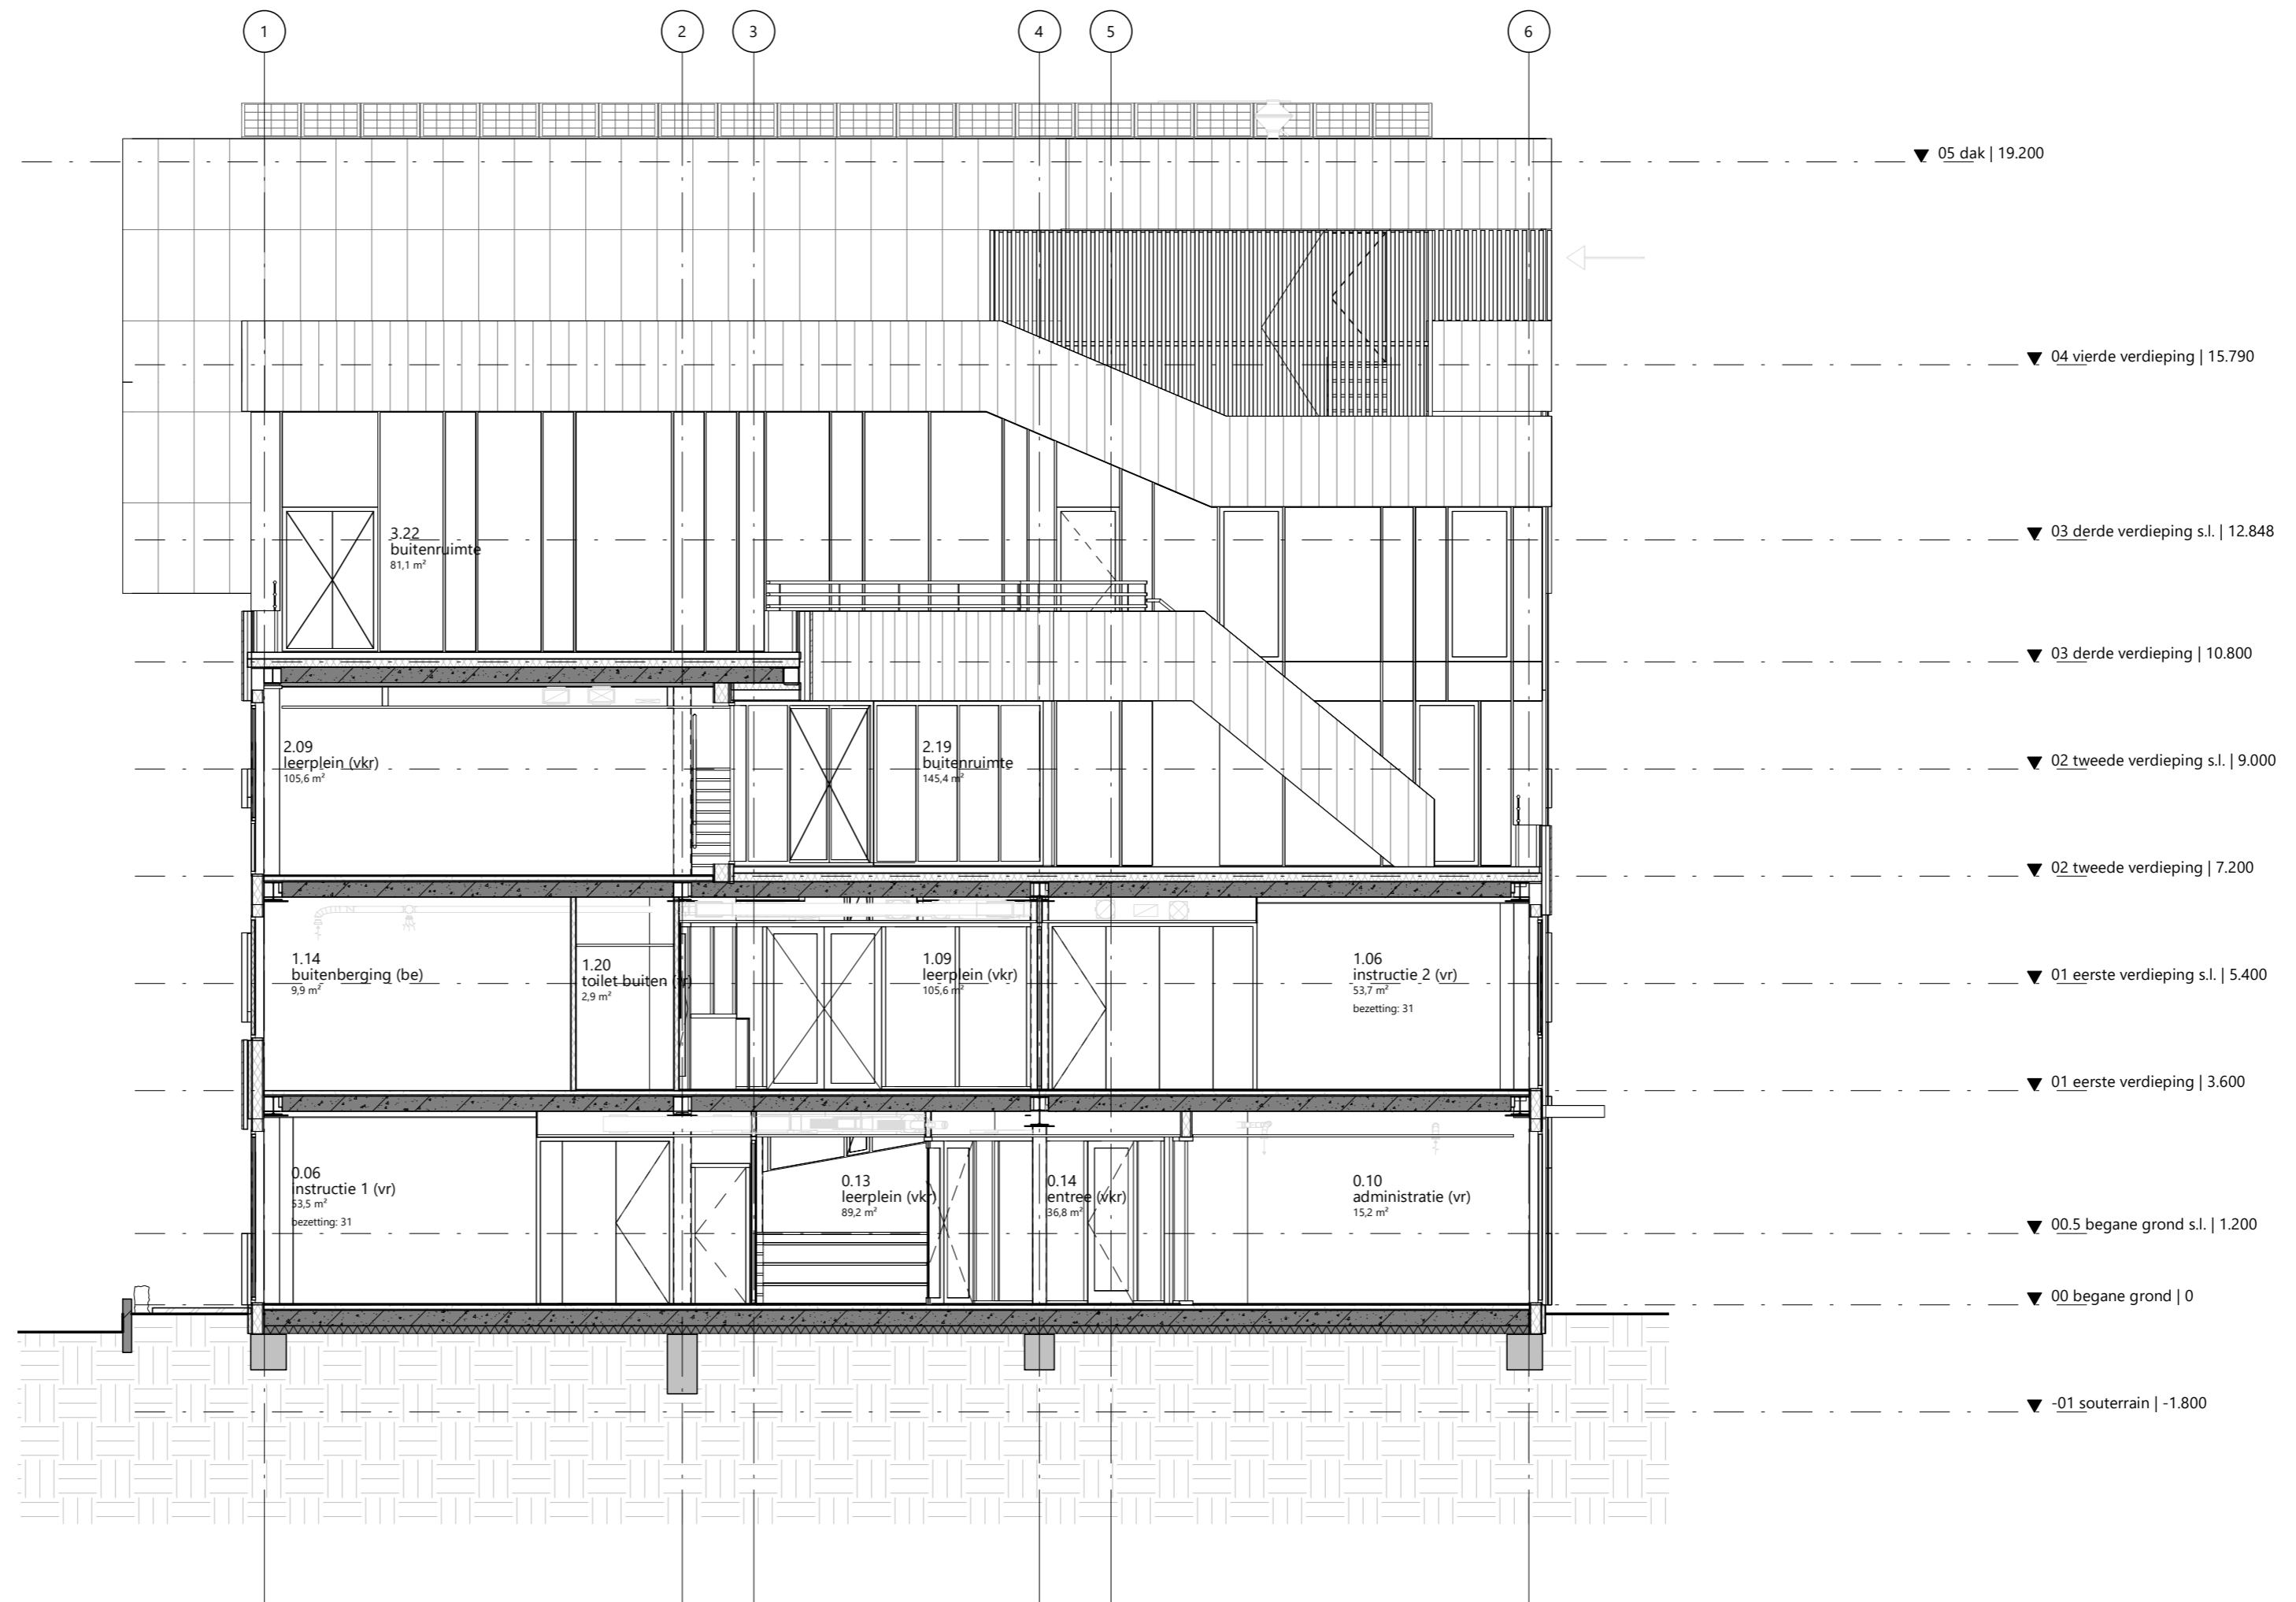 1
2
3
4
5
6
05 dak | 19.200
04 vierde verdieping | 15.790
3.22
buitenruimte
81,1 m²
03 derde verdieping s.l. | 12.848
03 derde verdieping | 10.800
2.09
leerplein (vkr)
105,6 m²
2.19
buitenruimte
145,4 m²
02 tweede verdieping s.l. | 9.000
02 tweede verdieping | 7.200
1.14
buitenberging (be)
9,9 m²
1.20
toilet buiten (tr)
2,9 m²
1.09
leerplein (vkr)
105,6 m²
1.06
instructie 2 (vr)
53,7 m²
bezetting: 31
01 eerste verdieping s.l. | 5.400
01 eerste verdieping | 3.600
0.06
instructie 1 (vr)
53,5 m²
bezetting: 31
0.13
leerplein (vkr)
89,2 m²
0.14
entree (vkr)
36,8 m²
0.10
administratie (vr)
15,2 m²
00.5 begane grond s.l. | 1.200
00 begane grond | 0
-01 souterrain | -1.800